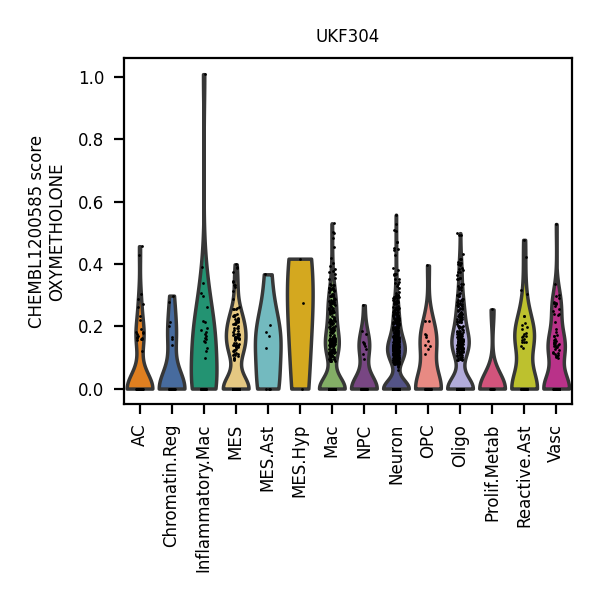 UKF304
CHEMBL1200585 score
OXYMETHOLONE
1.0
0.8
0.6
0.4
0.2
0.0
AC
Chromatin.Reg
Inflammatory.Mac
MES
MES.Ast
MES.Hyp
Mac
NPC
Neuron
OPC
Oligo
Prolif.Metab
Reactive.Ast
Vasc